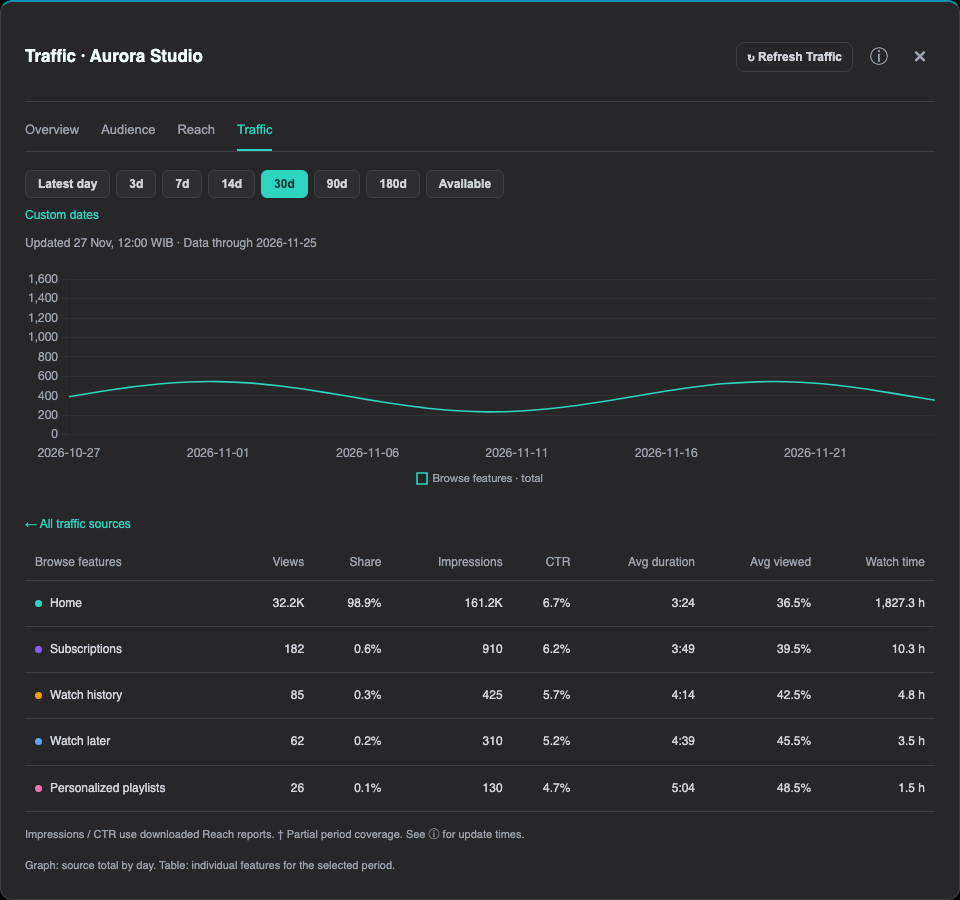 Traffic · Aurora Studio
↻ Refresh Traffic ⓘ ✕
Overview Audience Reach Traffic
Latest day 3d 7d 14d 30d 90d 180d Available
Custom dates
Updated 27 Nov, 12:00 WIB · Data through 2026-11-25
1,600
1,400
1,200
1,000
800
600
400
200
0
2026-10-27 2026-11-01 2026-11-06 2026-11-11 2026-11-16 2026-11-21
Browse features · total
← All traffic sources
Browse features Views Share Impressions CTR Avg duration Avg viewed Watch time
Home 32.2K 98.9% 161.2K 6.7% 3:24 36.5% 1,827.3 h
Subscriptions 182 0.6% 910 6.2% 3:49 39.5% 10.3 h
Watch history 85 0.3% 425 5.7% 4:14 42.5% 4.8 h
Watch later 62 0.2% 310 5.2% 4:39 45.5% 3.5 h
Personalized playlists 26 0.1% 130 4.7% 5:04 48.5% 1.5 h
Impressions / CTR use downloaded Reach reports. † Partial period coverage. See ⓘ for update times.
Graph: source total by day. Table: individual features for the selected period.